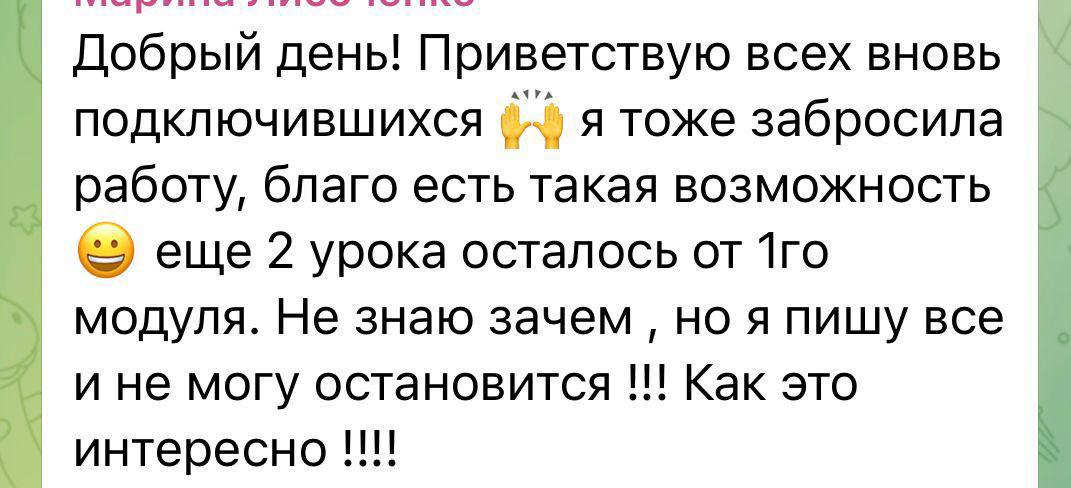 Добрый день! Приветствую всех вновь
подключившихся 🙌 я тоже забросила
работу, благо есть такая возможность
😀 еще 2 урока осталось от 1го
модуля. Не знаю зачем , но я пишу все
и не могу остановится !!! Как это
интересно !!!!